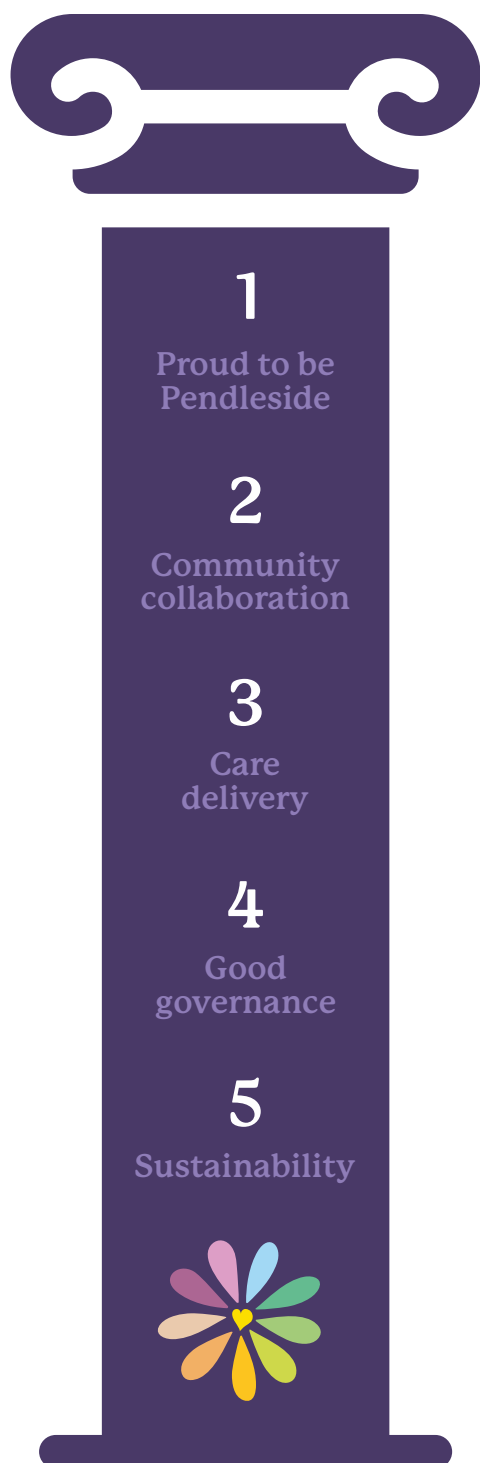 1
Proud to be
Pendleside
2
Community
collaboration
3
Care
delivery
4
Good
governance
5
Sustainability